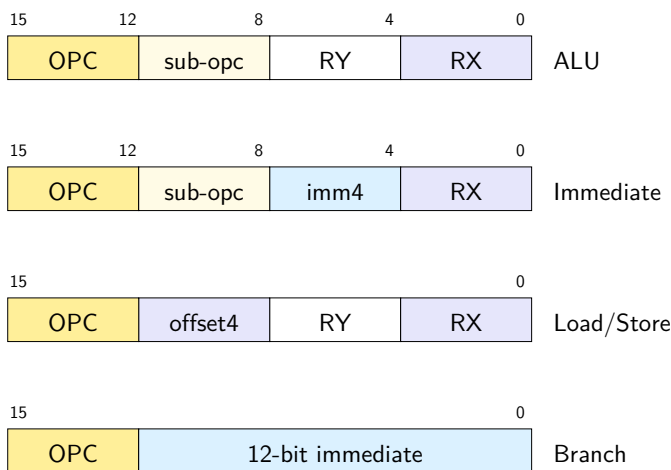 15 12 8 4 0
OPC sub-opc RY RX ALU
15 12 8 4 0
OPC sub-opc imm4 RX Immediate
15 0
OPC offset4 RY RX Load/Store
15 0
OPC 12-bit immediate Branch